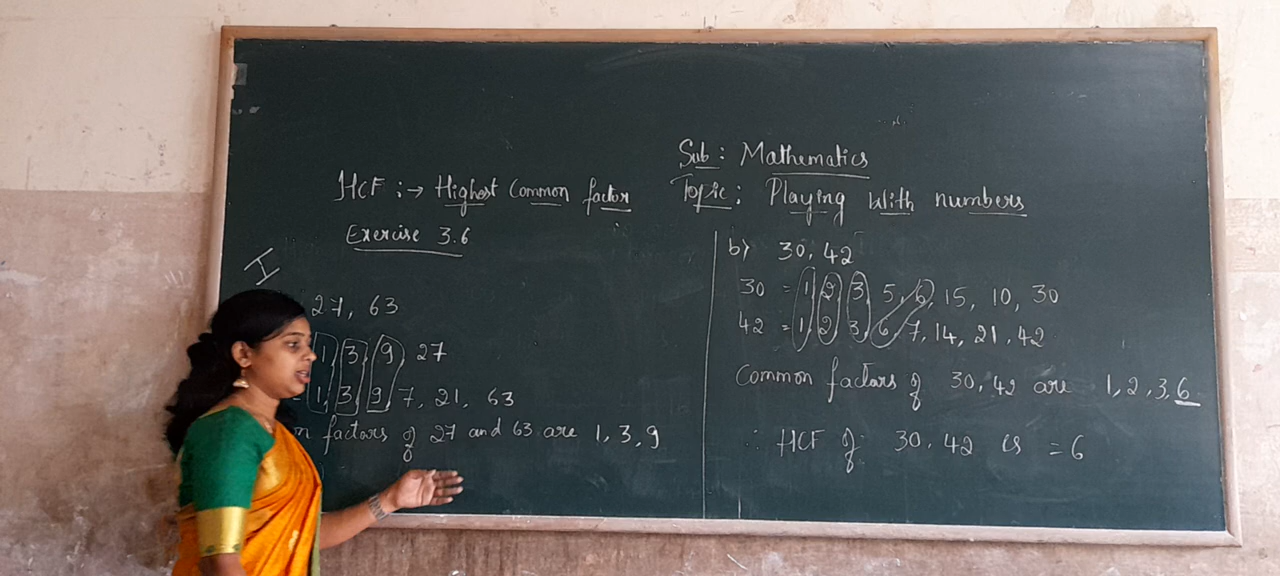 Sub : Mathematics
HCF :→ Highest Common factor
Topic : Playing With numbers
Exercise 3.6
I
27, 63
1, 3, 9, 27
= 1, 3, 9, 7, 21, 63
n factors of 27 and 63 are 1, 3, 9
b) 30, 42
30 = 1, 2, 3, 5, 6, 15, 10, 30
42 = 1, 2, 3, 6, 7, 14, 21, 42
Common factors of 30, 42 are 1, 2, 3, 6
∴ HCF of 30, 42 is = 6